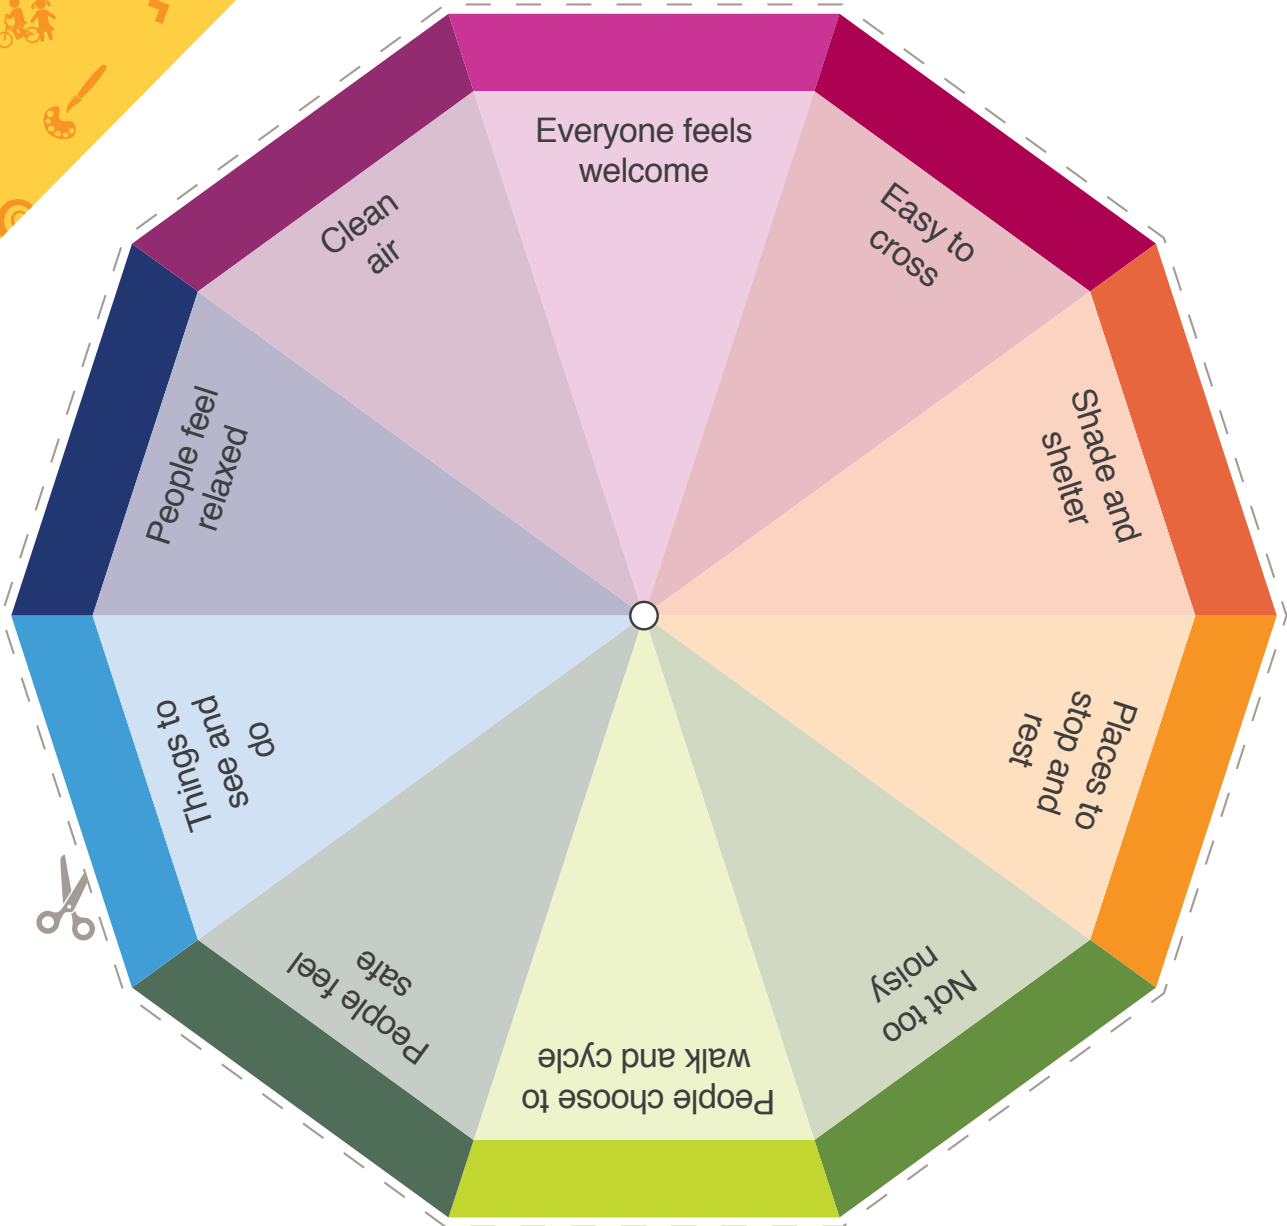 Everyone feels
welcome
Easy to
cross
Shade and
shelter
Places to
stop and
rest
Not too
noisy
People choose to
walk and cycle
People feel
safe
Things to
see and
do
People feel
relaxed
Clean
air